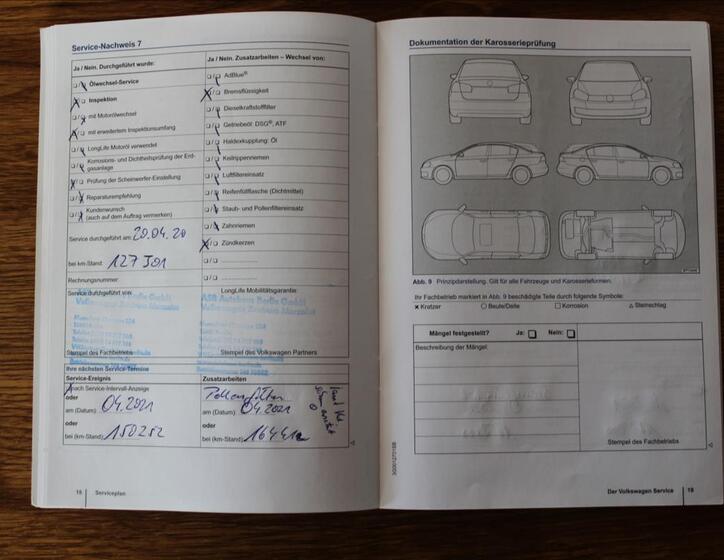 Service-Nachweis 7
Ja / Nein. Durchgeführt wurde:
Ölwechsel-Service
Inspektion
mit Motorölwechsel
mit erweitertem Inspektionsumfang
LongLife Motoröl verwendet
Korrosions- und Dichtheitsprüfung der Erd-
gasanlage
Prüfung der Scheinwerfer-Einstellung
Reparaturempfehlung
Kundenwunsch
(auch auf dem Auftrag vermerken)
Service durchgeführt am: 20.04.20
bei km-Stand:
Rechnungsnummer:
Service durchgeführt von:
Stempel des Fachbetriebs
Ja / Nein. Zusatzarbeiten – Wechsel von:
AdBlue®
Bremsflüssigkeit
Dieselkraftstofffilter
Getriebeöl: DSG®, ATF
Haldexkupplung: Öl
Keilrippenriemen
Luftfiltereinsatz
Reifenfüllflasche (Dichtmittel)
Staub- und Pollenfiltereinsatz
Zahnriemen
Zündkerzen
LongLife Mobilitätsgarantie:
Stempel des Volkswagen Partners
Ihre nächsten Service-Termine
Service-Ereignis
nach Service-Intervall-Anzeige
oder
am (Datum): 04.2021
oder
bei (km-Stand): 150252
Zusatzarbeiten
Pollenfilter
am (Datum): 04.2021
oder
bei (km-Stand):
18 Serviceplan
Dokumentation der Karosserieprüfung
Abb. 9 Prinzipdarstellung. Gilt für alle Fahrzeuge und Karosserieformen.
Ihr Fachbetrieb markiert in Abb. 9 beschädigte Teile durch folgende Symbole:
× Kratzer ○ Beule/Delle □ Korrosion △ Steinschlag
Mängel festgestellt? Ja: □ Nein: □
Beschreibung der Mängel:
Stempel des Fachbetriebs
Der Volkswagen Service 19